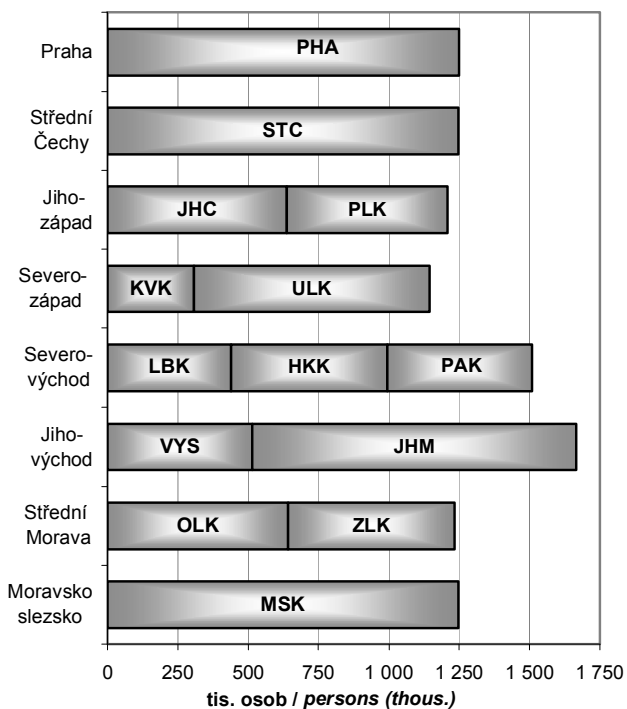 Praha
PHA
Střední
Čechy
STC
Jiho-
západ
JHC PLK
Severo-
západ
KVK ULK
Severo-
východ
LBK HKK PAK
Jiho-
východ
VYS JHM
Střední
Morava
OLK ZLK
Moravsko
slezsko
MSK
0 250 500 750 1 000 1 250 1 500 1 750
tis. osob / persons (thous.)